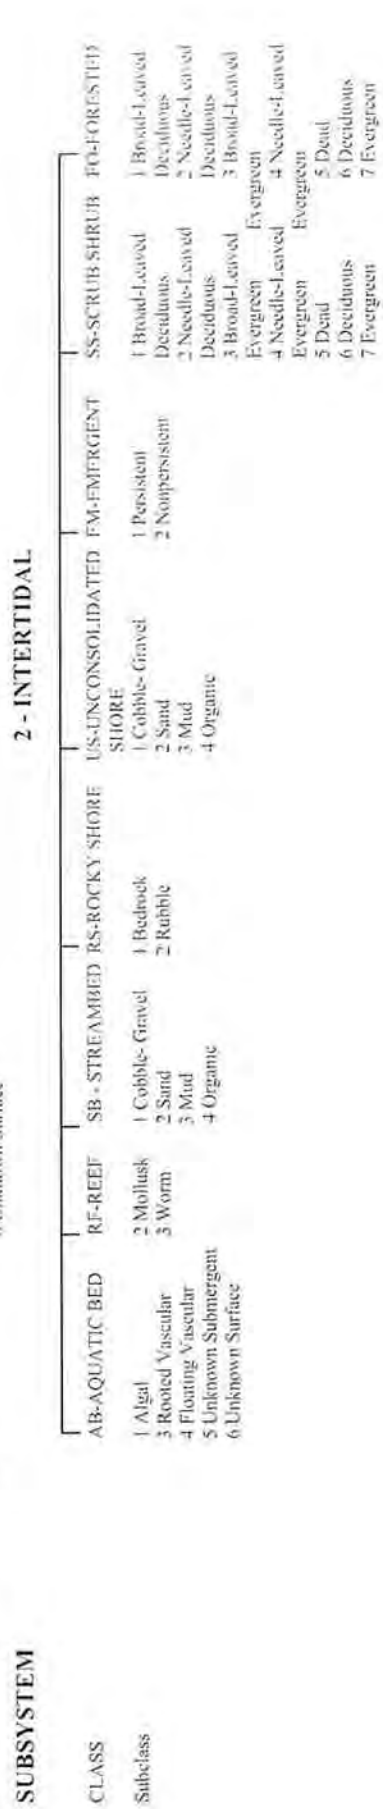 SUBSYSTEM
2 - INTERTIDAL
CLASS
AB-AQUATIC BED
RF-REEF
SB - STREAMBED
RS-ROCKY SHORE
US-UNCONSOLIDATED
SHORE
EM-EMERGENT
SS-SCRUB SHRUB
FO-FORESTED
Subclass
1 Algal
3 Rooted Vascular
4 Floating Vascular
5 Unknown Submergent
6 Unknown Surface
2 Mollusk
3 Worm
1 Cobble- Gravel
2 Sand
3 Mud
4 Organic
1 Bedrock
2 Rubble
1 Cobble- Gravel
2 Sand
3 Mud
4 Organic
1 Persistent
2 Nonpersistent
1 Broad-Leaved
Deciduous
2 Needle-Leaved
Deciduous
3 Broad-Leaved
Evergreen
4 Needle-Leaved
Evergreen
5 Dead
6 Deciduous
7 Evergreen
1 Broad-Leaved
Deciduous
2 Needle-Leaved
Deciduous
3 Broad-Leaved
Evergreen
4 Needle-Leaved
Evergreen
5 Dead
6 Deciduous
7 Evergreen